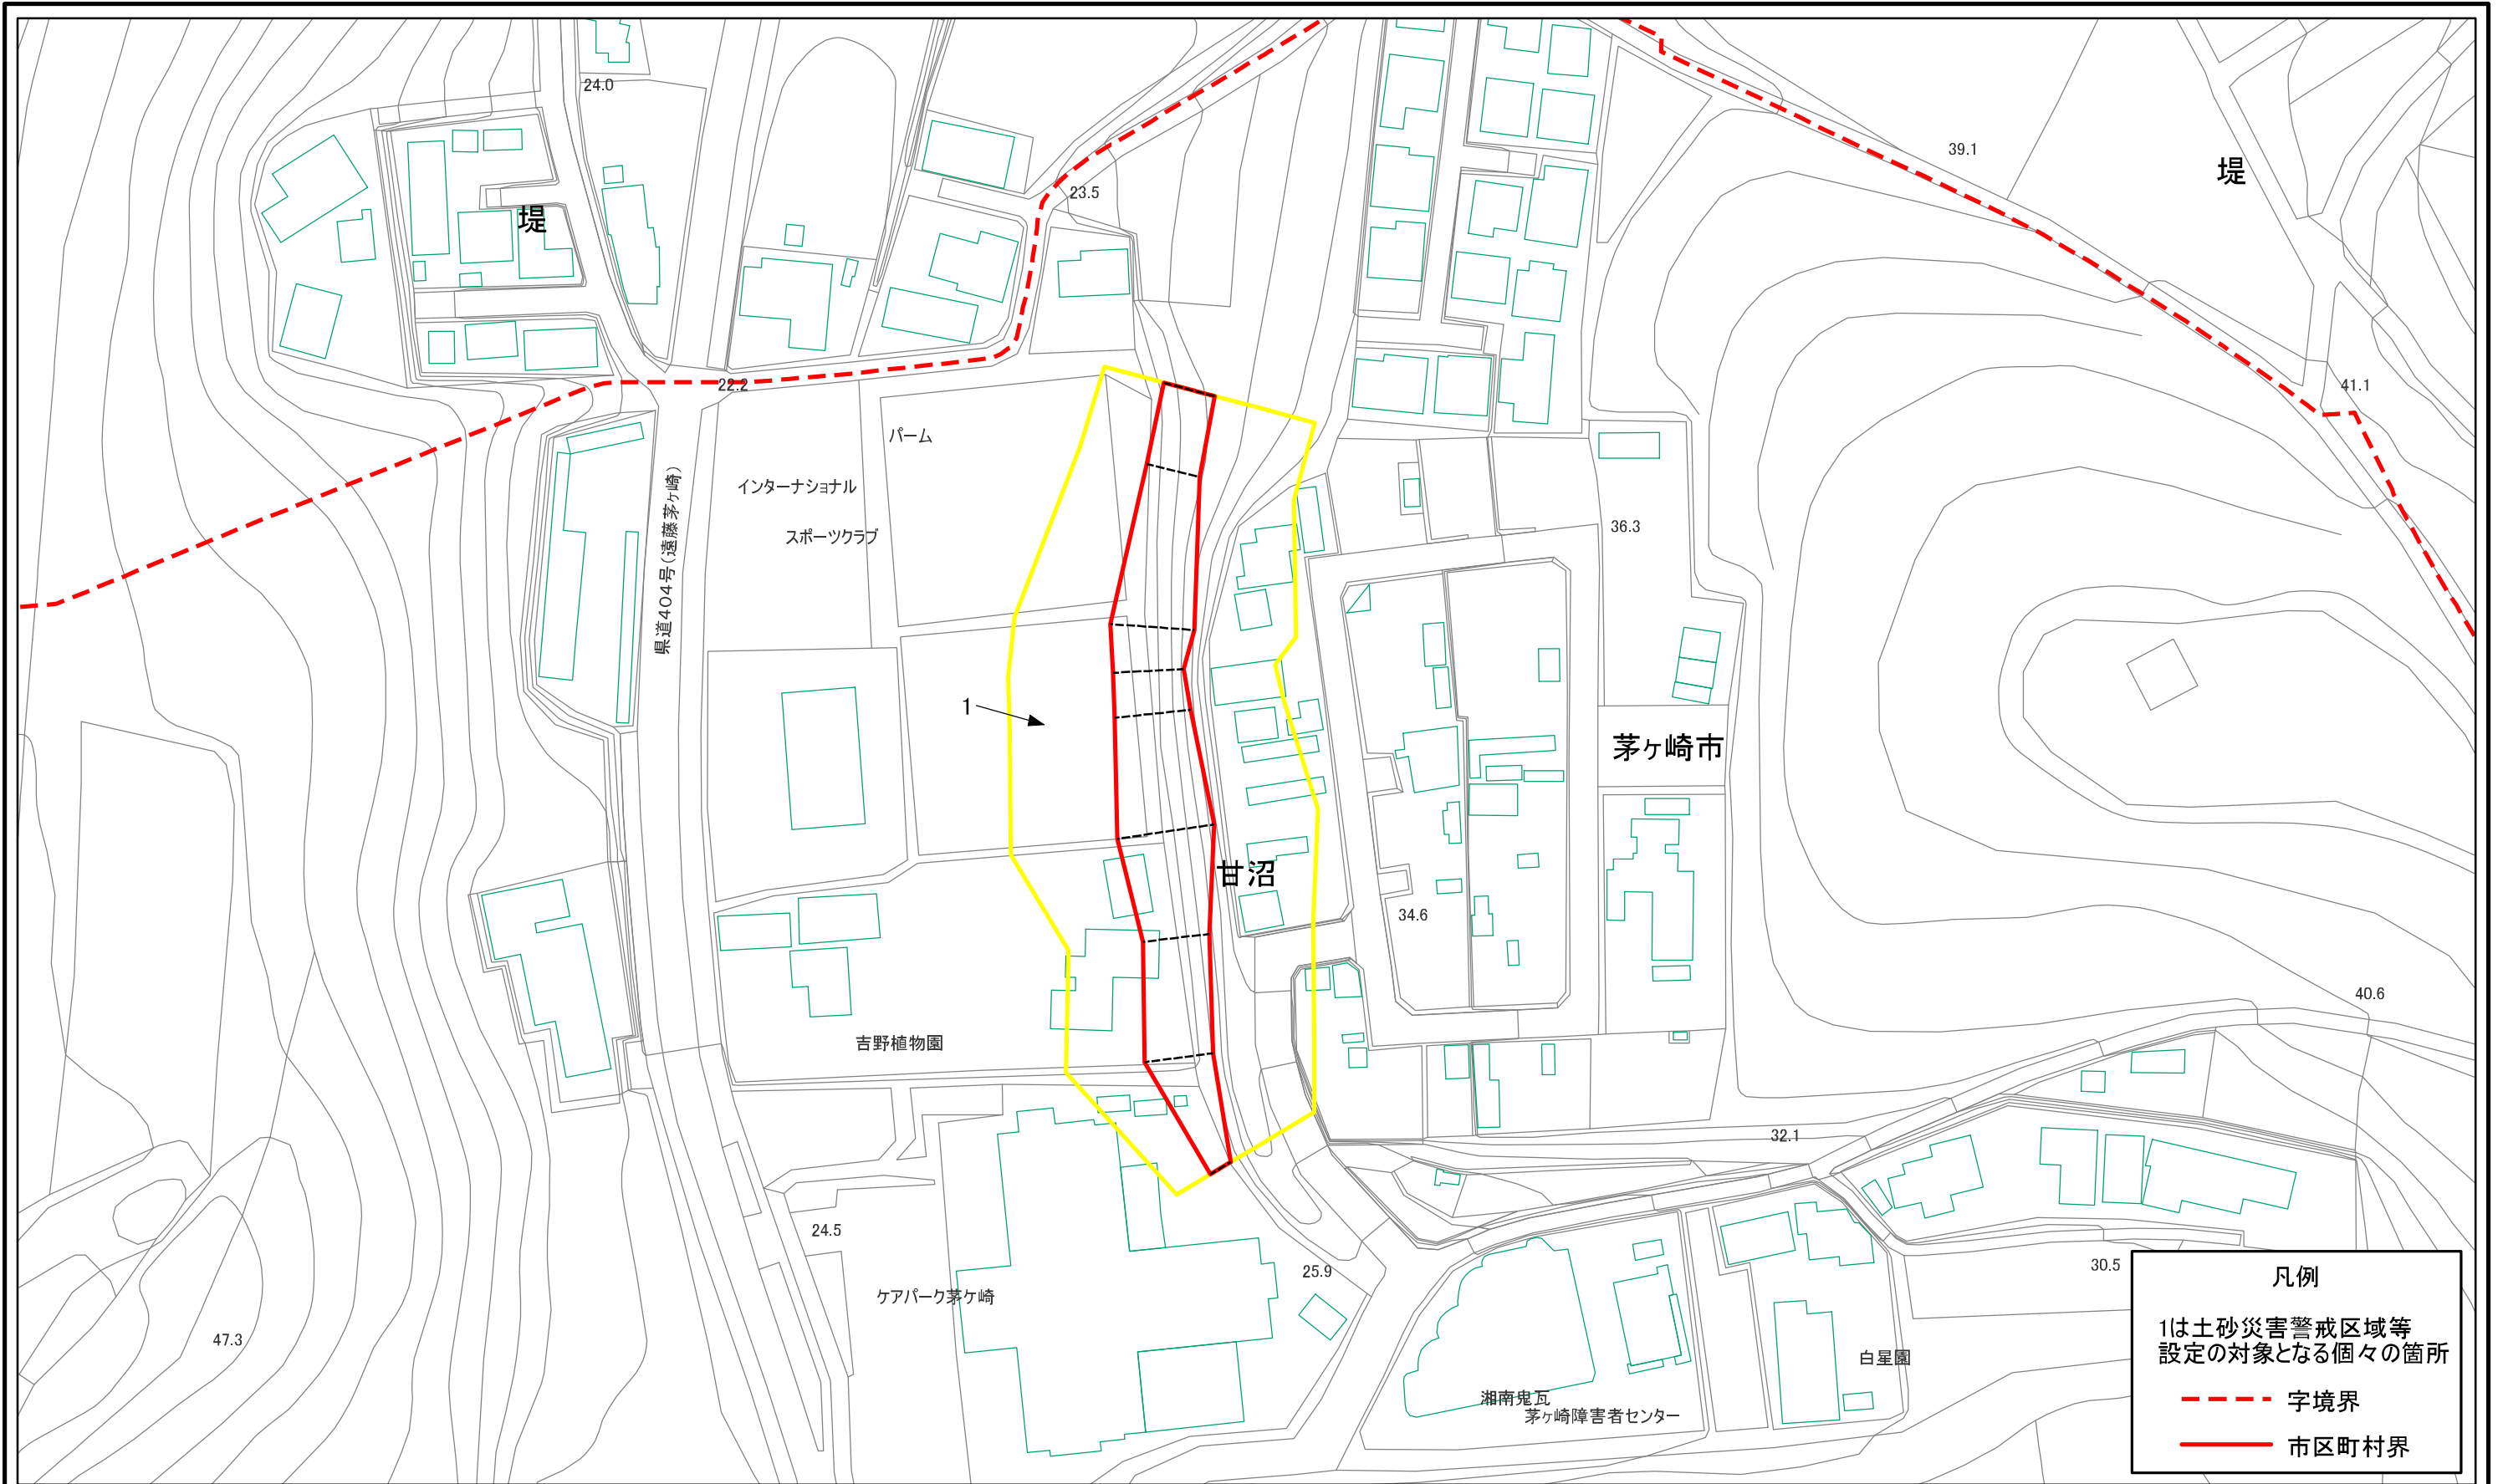 24.0
39.1
堤
堤
23.5
22.2
41.1
パーム
インターナショナル
スポーツクラブ
県道404号(遠藤茅ヶ崎)
36.3
1
茅ヶ崎市
甘沼
34.6
40.6
吉野植物園
32.1
24.5
25.9
30.5
ケアパーク茅ケ崎
47.3
白星園
湘南鬼瓦
茅ヶ崎障害者センター
凡例
1は土砂災害警戒区域等
設定の対象となる個々の箇所
字境界
市区町村界